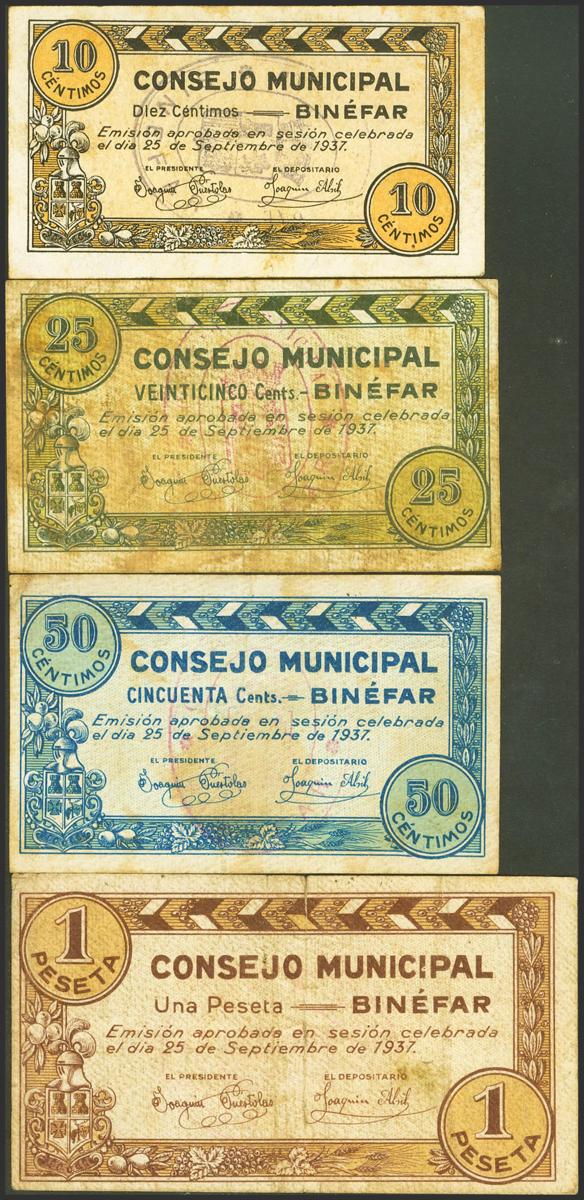 10
CÉNTIMOS
CONSEJO MUNICIPAL
Diez Céntimos BINÉFAR
Emisión aprobada en sesión celebrada
el día 25 de Septiembre de 1937.
EL PRESIDENTE EL DEPOSITARIO
Joaquín
10
CÉNTIMOS
25
CÉNTIMOS
CONSEJO MUNICIPAL
VEINTICINCO Cents.- BINÉFAR
Emisión aprobada en sesión celebrada
el día 25 de Septiembre de 1937.
EL PRESIDENTE EL DEPOSITARIO
Joaquín
25
CÉNTIMOS
50
CÉNTIMOS
CONSEJO MUNICIPAL
CINCUENTA Cents.= BINÉFAR
Emisión aprobada en sesión celebrada
el día 25 de Septiembre de 1937.
EL PRESIDENTE EL DEPOSITARIO
Joaquín
50
CÉNTIMOS
1
PESETA
CONSEJO MUNICIPAL
Una Peseta BINÉFAR
Emisión aprobada en sesión celebrada
el día 25 de Septiembre de 1937.
EL PRESIDENTE EL DEPOSITARIO
Joaquín
1
PESETA